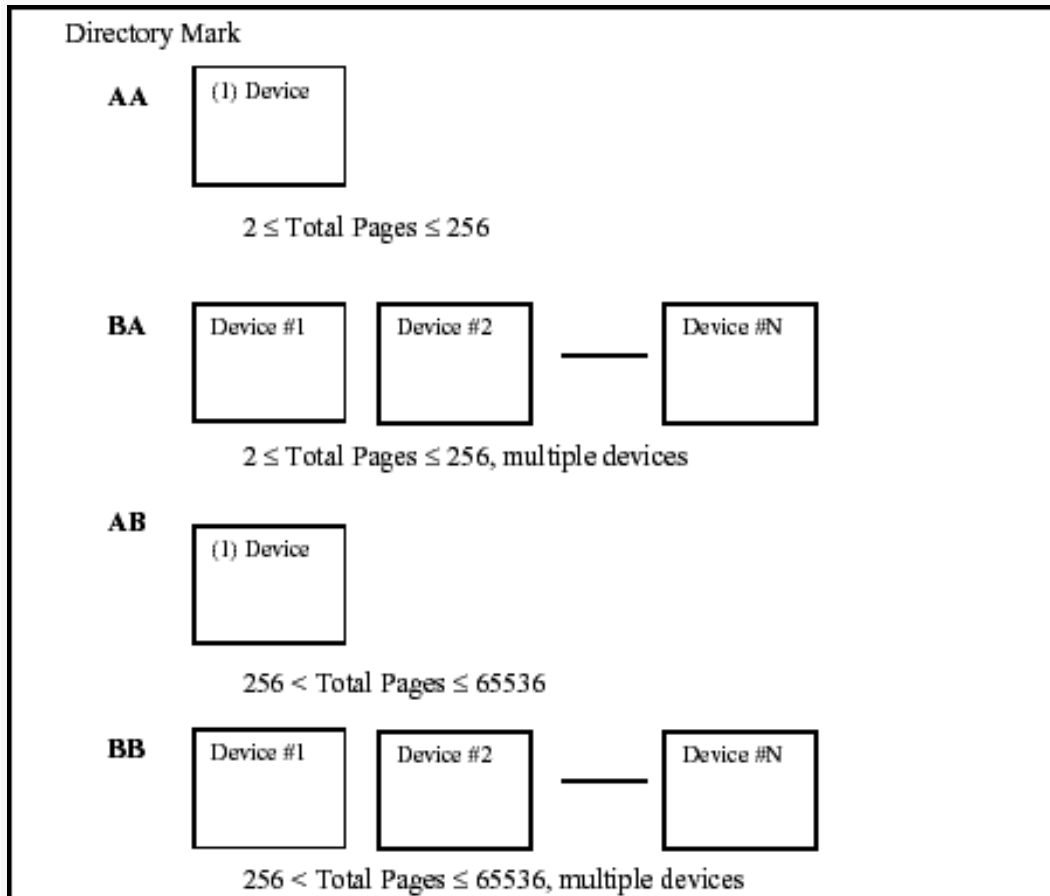 Directory Mark
AA
(1) Device
2 ≤ Total Pages ≤ 256
BA
Device #1
Device #2
Device #N
2 ≤ Total Pages ≤ 256, multiple devices
AB
(1) Device
256 < Total Pages ≤ 65536
BB
Device #1
Device #2
Device #N
256 < Total Pages ≤ 65536, multiple devices